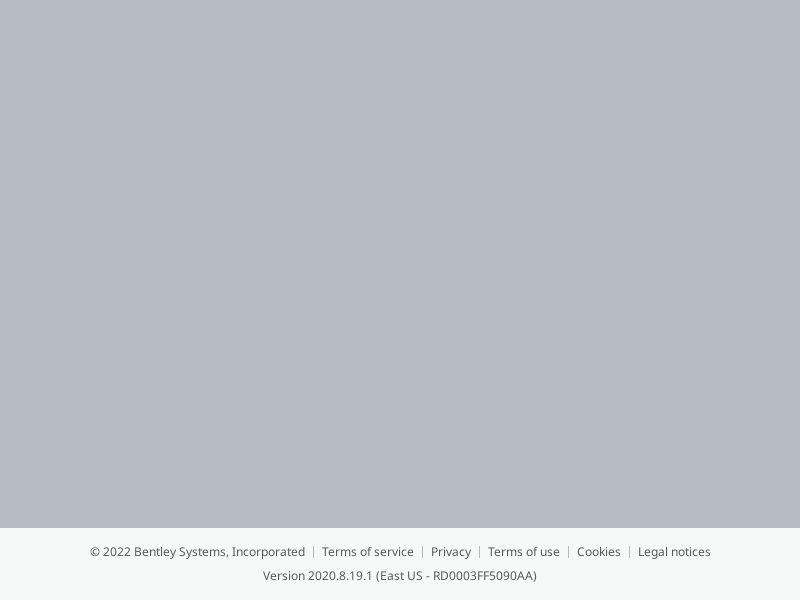 © 2022 Bentley Systems, Incorporated | Terms of service | Privacy | Terms of use | Cookies | Legal notices
Version 2020.8.19.1 (East US - RD0003FF5090AA)